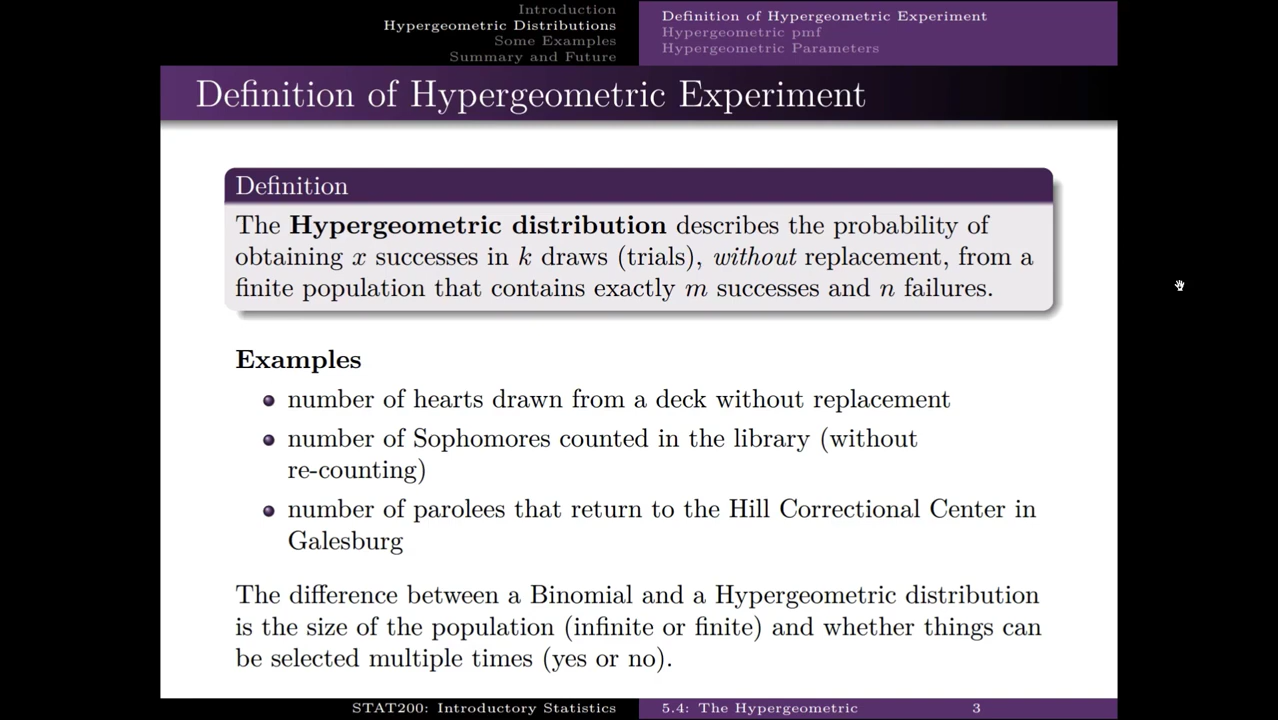 Introduction
Hypergeometric Distributions
Some Examples
Summary and Future
Definition of Hypergeometric Experiment
Hypergeometric pmf
Hypergeometric Parameters
Definition of Hypergeometric Experiment
Definition
The Hypergeometric distribution describes the probability of
obtaining x successes in k draws (trials), without replacement, from a
finite population that contains exactly m successes and n failures.
Examples
number of hearts drawn from a deck without replacement
number of Sophomores counted in the library (without
re-counting)
number of parolees that return to the Hill Correctional Center in
Galesburg
The difference between a Binomial and a Hypergeometric distribution
is the size of the population (infinite or finite) and whether things can
be selected multiple times (yes or no).
STAT200: Introductory Statistics
5.4: The Hypergeometric
3